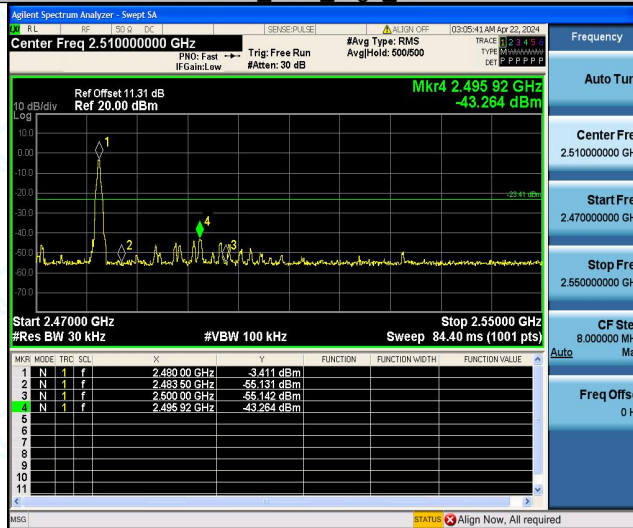 Agilent Spectrum Analyzer - Swept SA
LXI RL RF 50 Ω DC SENSE:PULSE ALIGN OFF 03:05:41 AM Apr 22, 2024
Center Freq 2.510000000 GHz #Avg Type: RMS TRACE 1 2 3 4 5 6
PNO: Fast Trig: Free Run Avg|Hold: 500/500 TYPE M
IFGain:Low #Atten: 30 dB DET P P P P P P
Ref Offset 11.31 dB Mkr4 2.495 92 GHz
10 dB/div Ref 20.00 dBm -43.264 dBm
Log
10.0
0.00
-10.0
-20.0
-30.0
-40.0
-50.0
-60.0
-70.0
1
-23.41 dBm
4
2
3
Start 2.47000 GHz Stop 2.55000 GHz
#Res BW 30 kHz #VBW 100 kHz Sweep 84.40 ms (1001 pts)
MKR MODE TRC SCL X Y FUNCTION FUNCTION WIDTH FUNCTION VALUE
1 N 1 f 2.480 00 GHz -3.411 dBm
2 N 1 f 2.483 50 GHz -55.131 dBm
3 N 1 f 2.500 00 GHz -55.142 dBm
4 N 1 f 2.495 92 GHz -43.264 dBm
5
6
7
8
9
10
11
MSG STATUS Align Now, All required
Frequency
Auto Tun
Center Fre
2.510000000 GH
Start Fre
2.470000000 GH
Stop Fre
2.550000000 GH
CF Ste
8.000000 MH
Auto Ma
Freq Offs
0 H